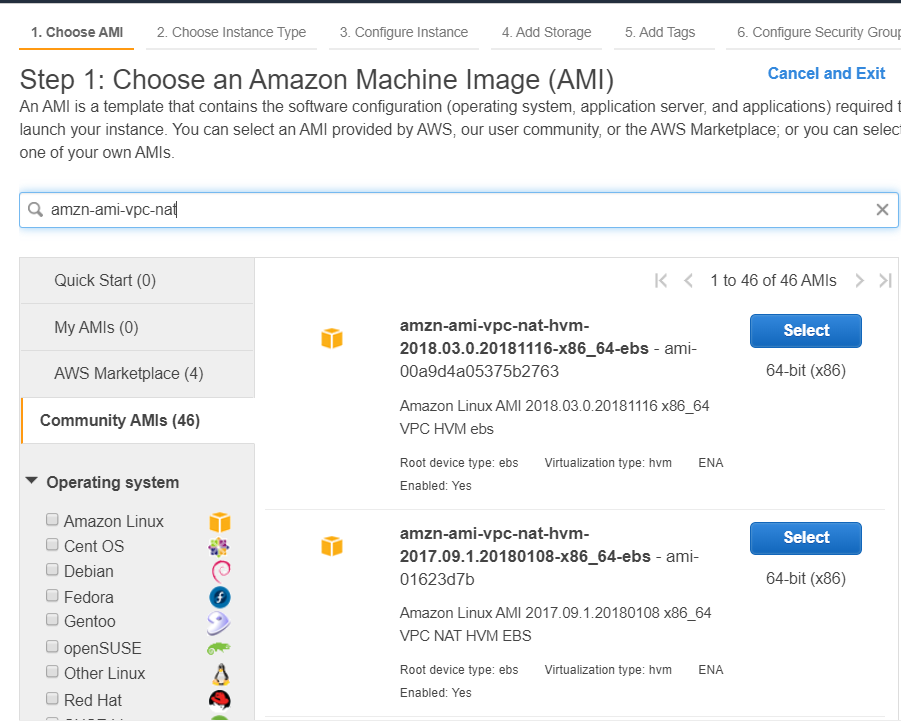 1. Choose AMI 2. Choose Instance Type 3. Configure Instance 4. Add Storage 5. Add Tags 6. Configure Security Group
Step 1: Choose an Amazon Machine Image (AMI) Cancel and Exit
An AMI is a template that contains the software configuration (operating system, application server, and applications) required
launch your instance. You can select an AMI provided by AWS, our user community, or the AWS Marketplace; or you can select
one of your own AMIs.
amzn-ami-vpc-nat
Quick Start (0)
My AMIs (0)
AWS Marketplace (4)
Community AMIs (46)
Operating system
Amazon Linux
Cent OS
Debian
Fedora
Gentoo
openSUSE
Other Linux
Red Hat
1 to 46 of 46 AMIs
amzn-ami-vpc-nat-hvm-
2018.03.0.20181116-x86_64-ebs - ami-
00a9d4a05375b2763
Select
64-bit (x86)
Amazon Linux AMI 2018.03.0.20181116 x86_64
VPC HVM ebs
Root device type: ebs Virtualization type: hvm ENA
Enabled: Yes
amzn-ami-vpc-nat-hvm-
2017.09.1.20180108-x86_64-ebs - ami-
01623d7b
Select
64-bit (x86)
Amazon Linux AMI 2017.09.1.20180108 x86_64
VPC NAT HVM EBS
Root device type: ebs Virtualization type: hvm ENA
Enabled: Yes